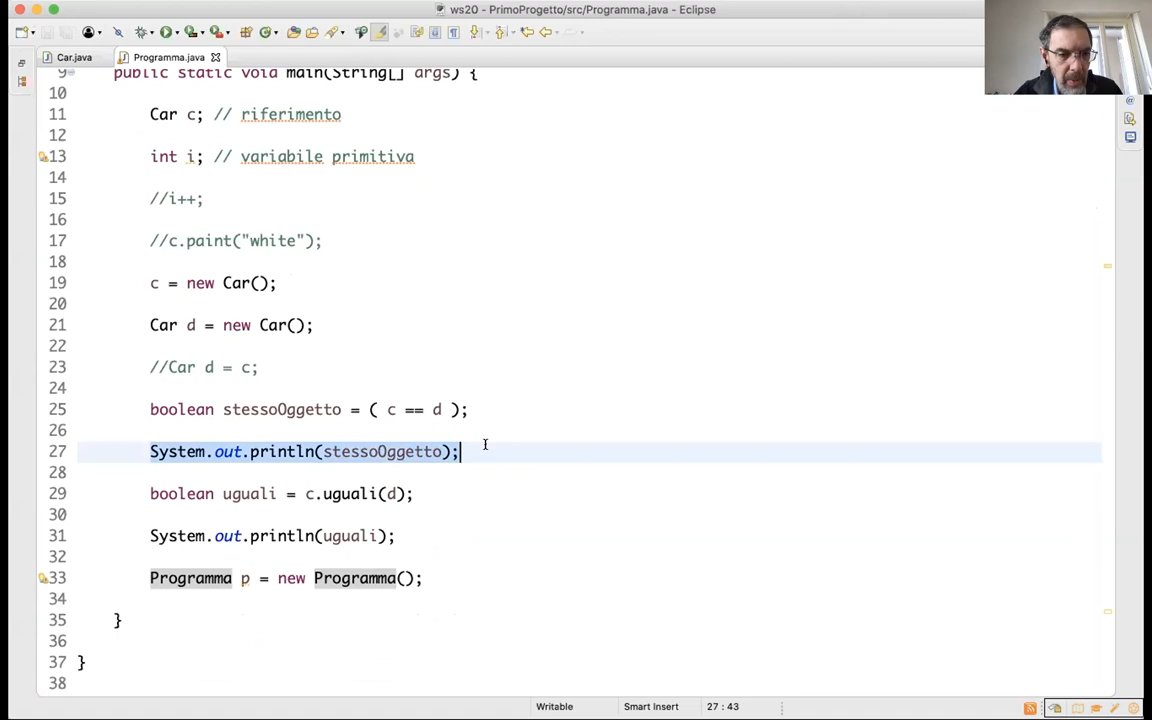 ws20 - PrimoProgetto/src/Programma.java - Eclipse
Car.java
Programma.java
9 public static void main(String[] args) {
10
11 Car c; // riferimento
12
13 int i; // variabile primitiva
14
15 //i++;
16
17 //c.paint("white");
18
19 c = new Car();
20
21 Car d = new Car();
22
23 //Car d = c;
24
25 boolean stessoOggetto = ( c == d );
26
27 System.out.println(stessoOggetto);
28
29 boolean uguali = c.uguali(d);
30
31 System.out.println(uguali);
32
33 Programma p = new Programma();
34
35 }
36
37 }
38
Writable
Smart Insert
27 : 43